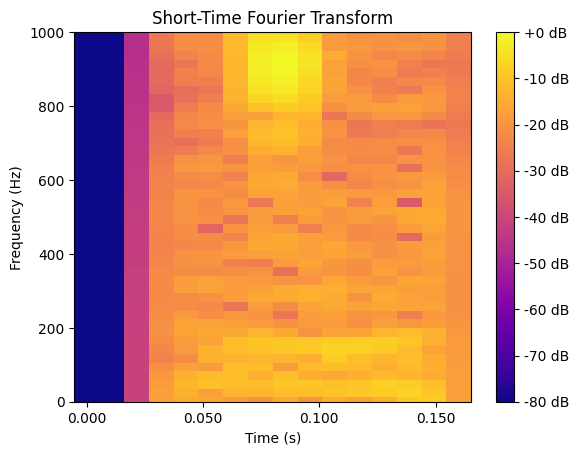 Short-Time Fourier Transform
1000
800
600
400
200
0
Frequency (Hz)
0.000
0.050
0.100
0.150
Time (s)
+0 dB
-10 dB
-20 dB
-30 dB
-40 dB
-50 dB
-60 dB
-70 dB
-80 dB